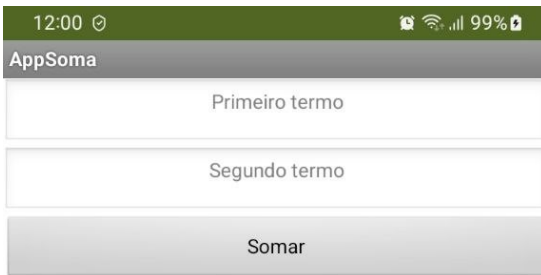 12:00 99%
AppSoma
Primeiro termo
Segundo termo
Somar